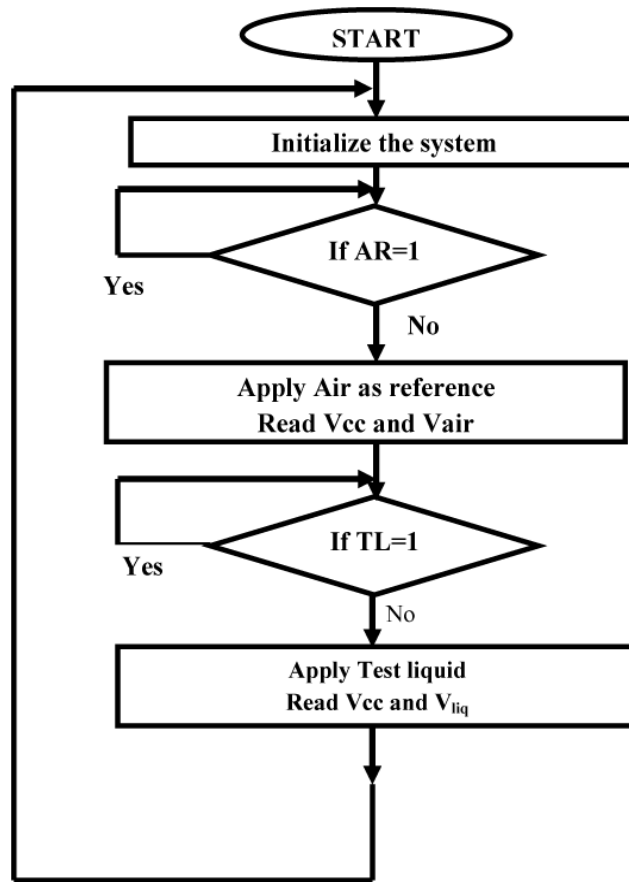 START
Initialize the system
If AR=1
Yes
No
Apply Air as reference
Read Vcc and Vair
If TL=1
Yes
No
Apply Test liquid
Read Vcc and Vliq